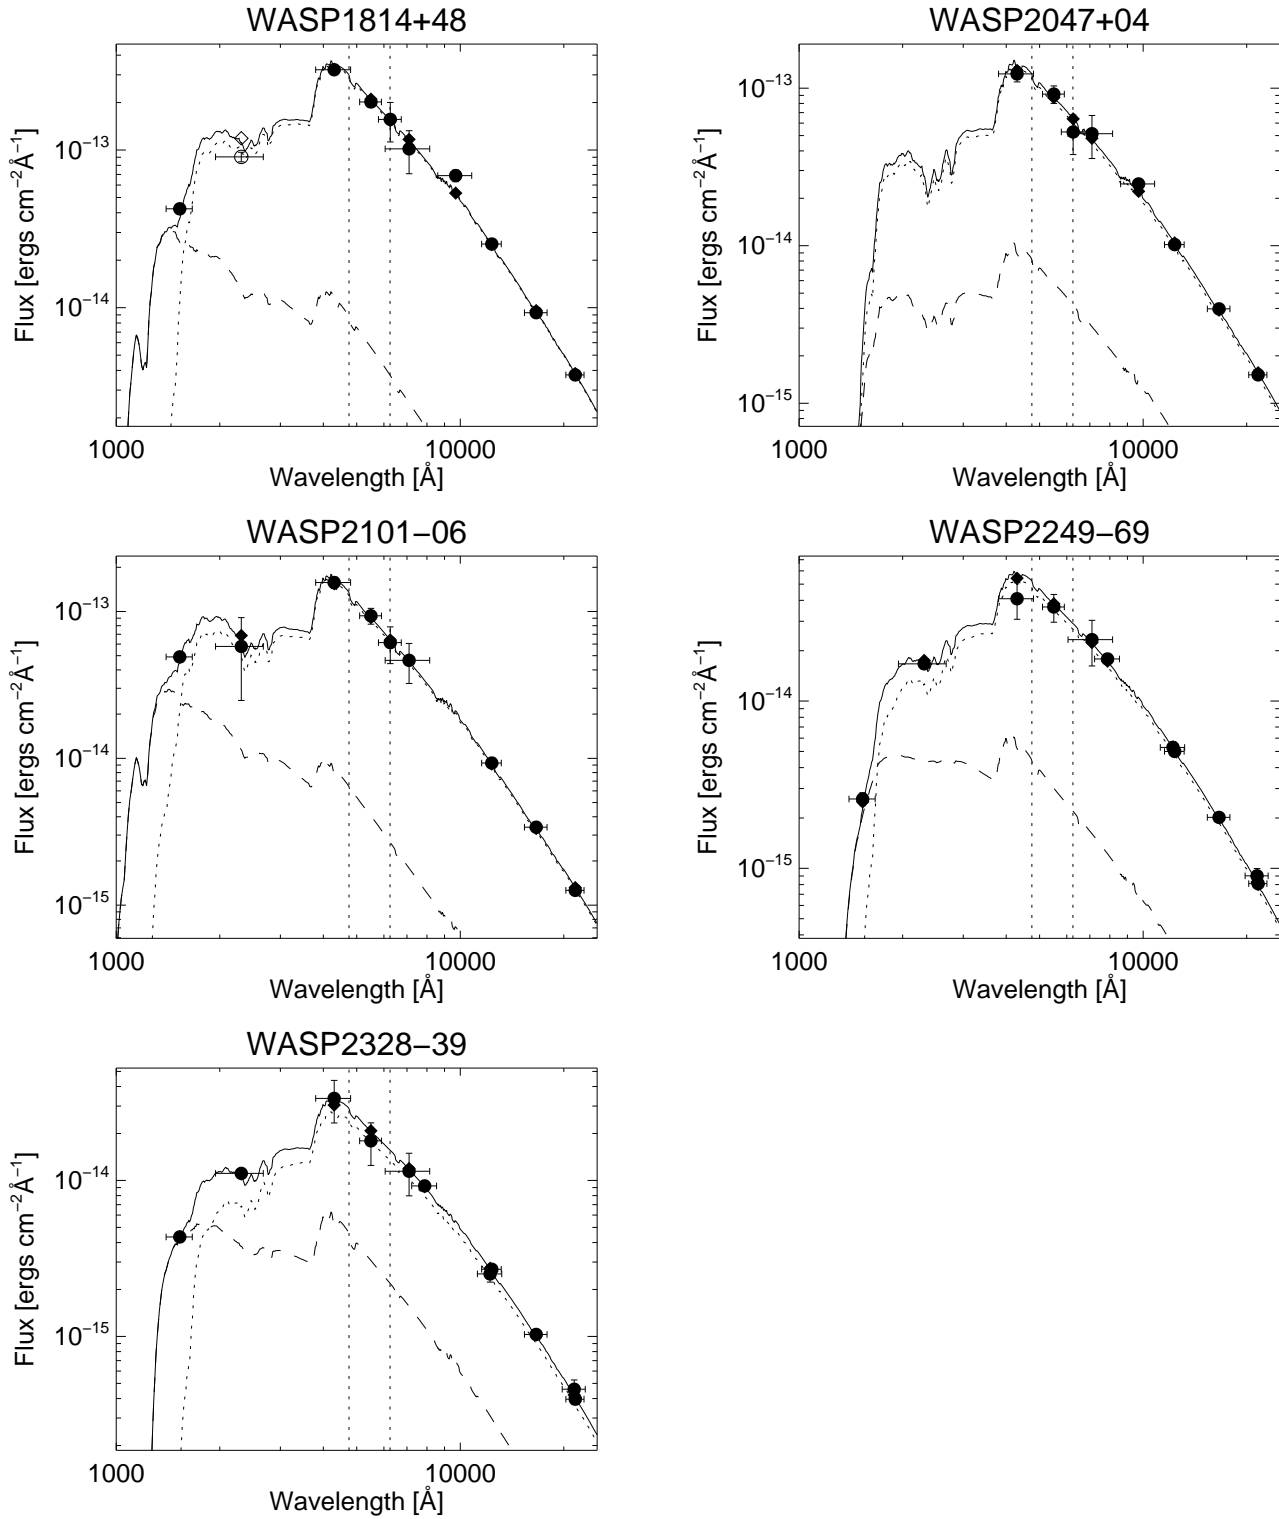 WASP1814+48
WASP2047+04
Flux [ergs cm⁻²Å⁻¹]
10⁻¹³
10⁻¹⁴
1000
10000
Wavelength [Å]
Flux [ergs cm⁻²Å⁻¹]
10⁻¹³
10⁻¹⁴
10⁻¹⁵
1000
10000
Wavelength [Å]
WASP2101−06
WASP2249−69
Flux [ergs cm⁻²Å⁻¹]
10⁻¹³
10⁻¹⁴
10⁻¹⁵
1000
10000
Wavelength [Å]
Flux [ergs cm⁻²Å⁻¹]
10⁻¹⁴
10⁻¹⁵
1000
10000
Wavelength [Å]
WASP2328−39
Flux [ergs cm⁻²Å⁻¹]
10⁻¹⁴
10⁻¹⁵
1000
10000
Wavelength [Å]